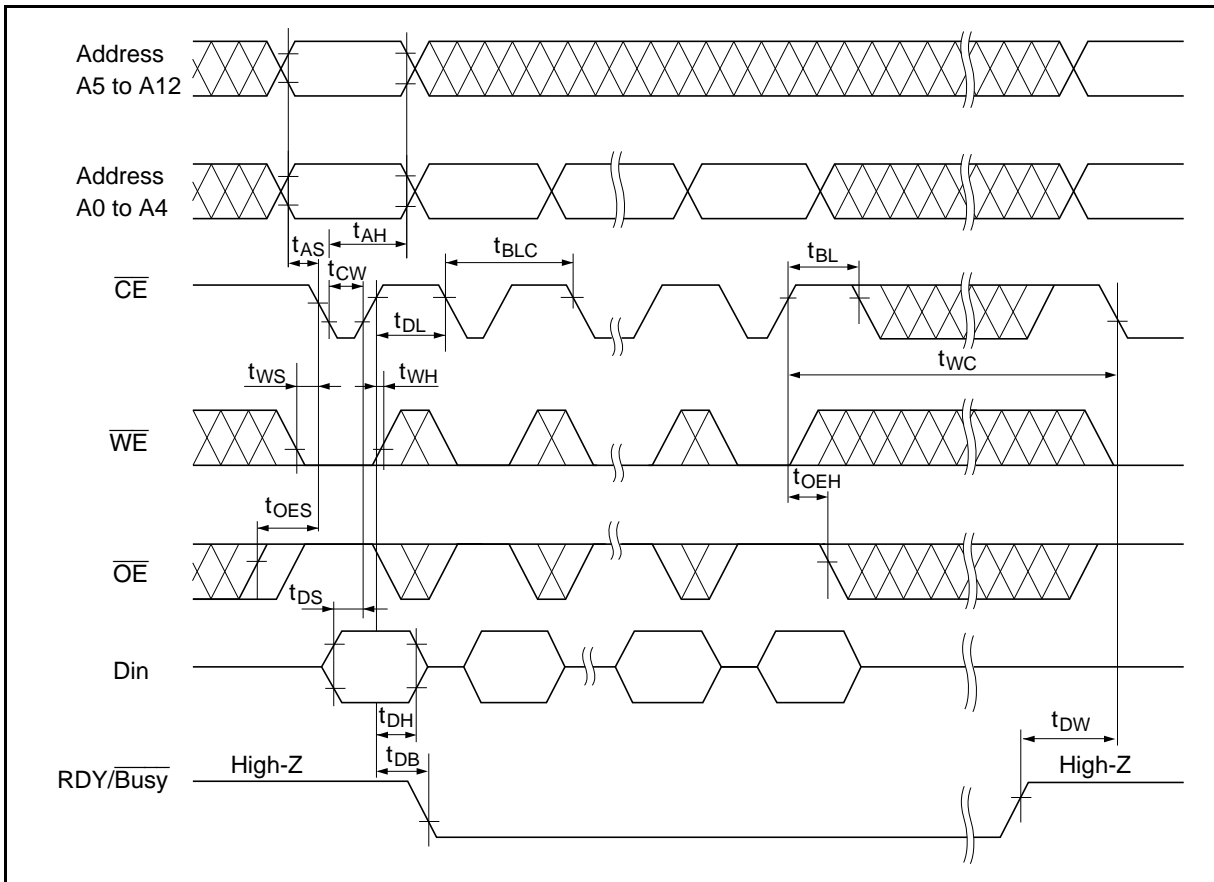 Address
A5 to A12
Address
A0 to A4
tAS
tAH
tCW
tBLC
tBL
CE
tDL
tWC
tWS
tWH
WE
tOEH
tOES
OE
tDS
Din
tDH
tDW
tDB
High-Z
High-Z
RDY/Busy